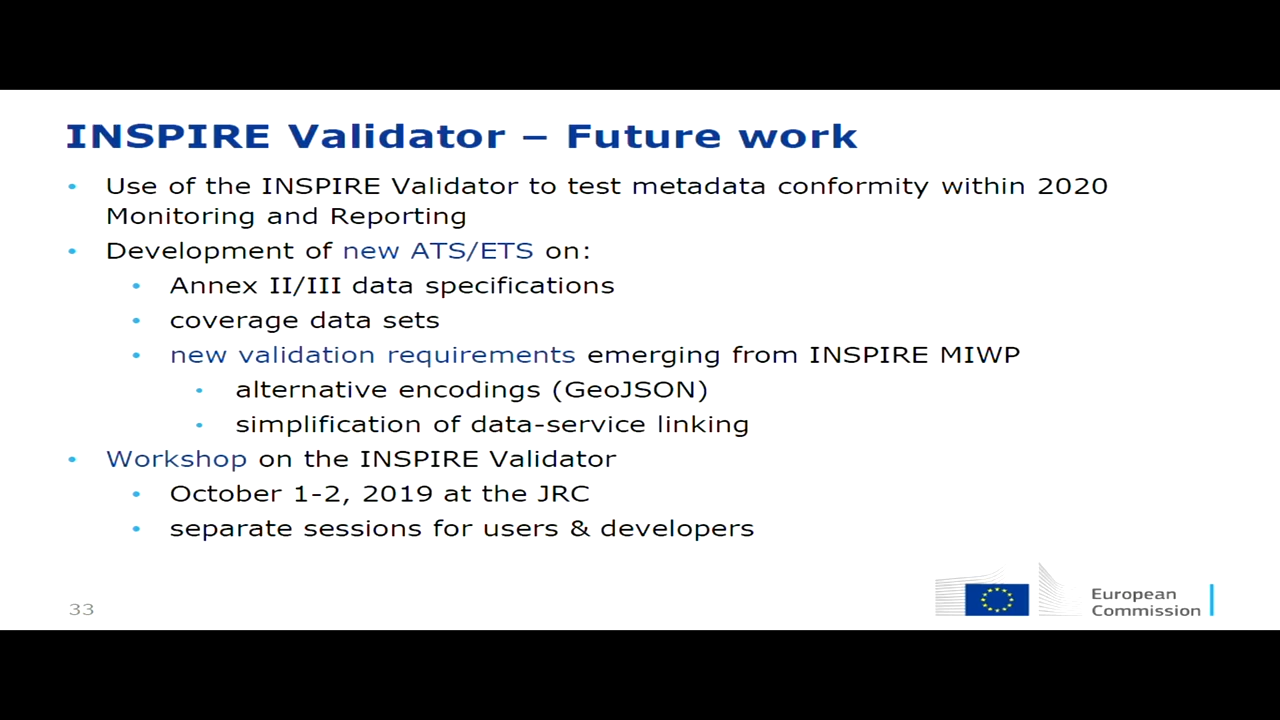 INSPIRE Validator – Future work
• Use of the INSPIRE Validator to test metadata conformity within 2020
Monitoring and Reporting
• Development of new ATS/ETS on:
• Annex II/III data specifications
• coverage data sets
• new validation requirements emerging from INSPIRE MIWP
• alternative encodings (GeoJSON)
• simplification of data-service linking
• Workshop on the INSPIRE Validator
• October 1-2, 2019 at the JRC
• separate sessions for users & developers
33
European
Commission